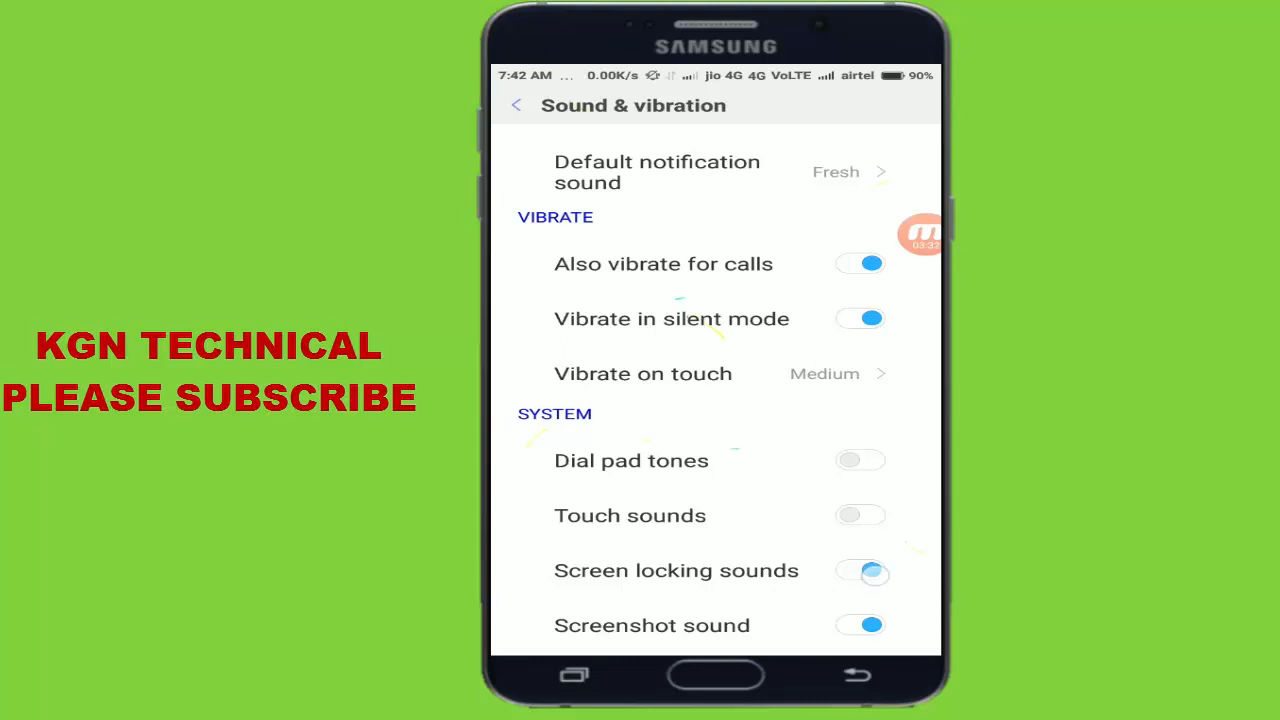 SAMSUNG
7:42 AM ... 0.00K/s jio 4G 4G VoLTE airtel 90%
Sound & vibration
Default notification
sound
Fresh
VIBRATE
03:32
Also vibrate for calls
Vibrate in silent mode
Vibrate on touch Medium
SYSTEM
Dial pad tones
Touch sounds
Screen locking sounds
Screenshot sound
KGN TECHNICAL
PLEASE SUBSCRIBE